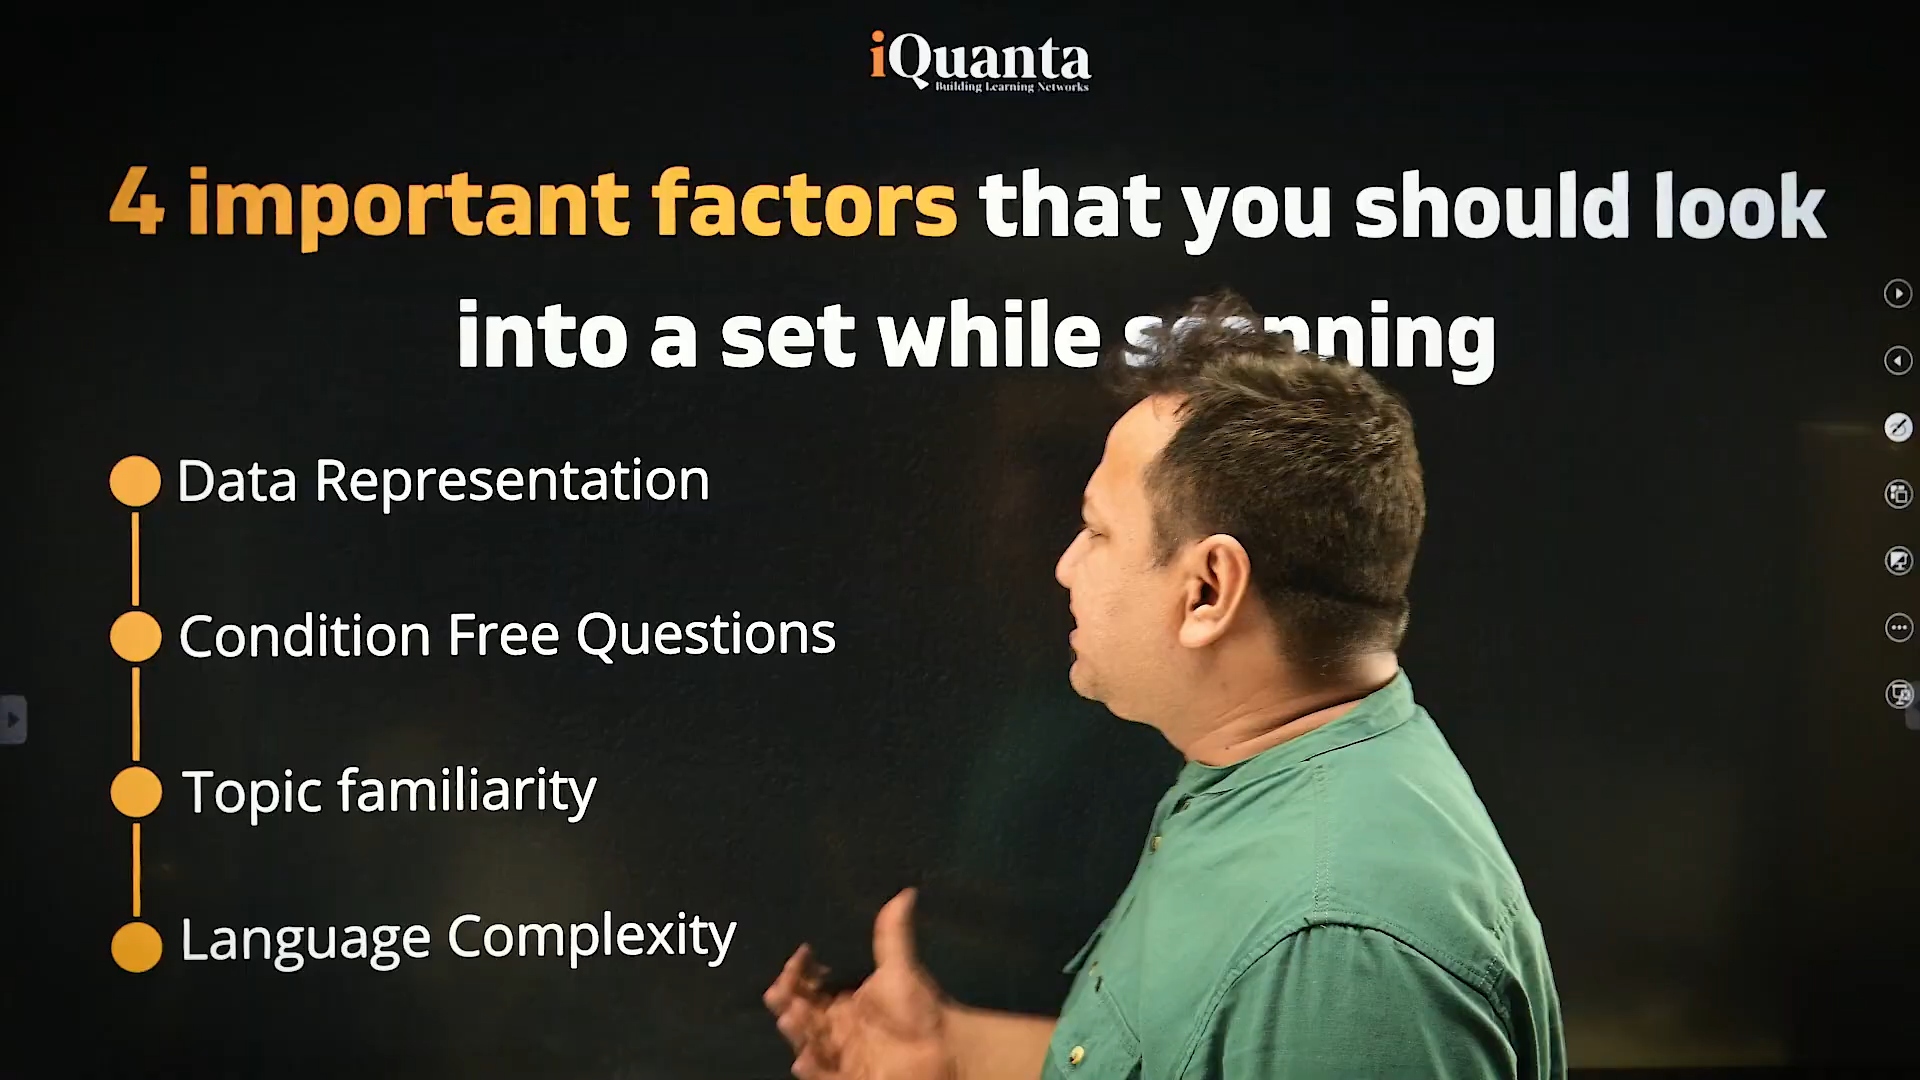 iQuanta
Building Learning Networks
4 important factors that you should look
into a set while
Data Representation
Condition Free Questions
Topic familiarity
Language Complexity